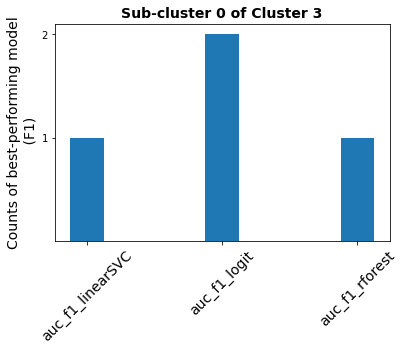 Sub-cluster 0 of Cluster 3
Counts of best-performing model
(F1)
2
1
auc_f1_linearSVC
auc_f1_logit
auc_f1_rforest